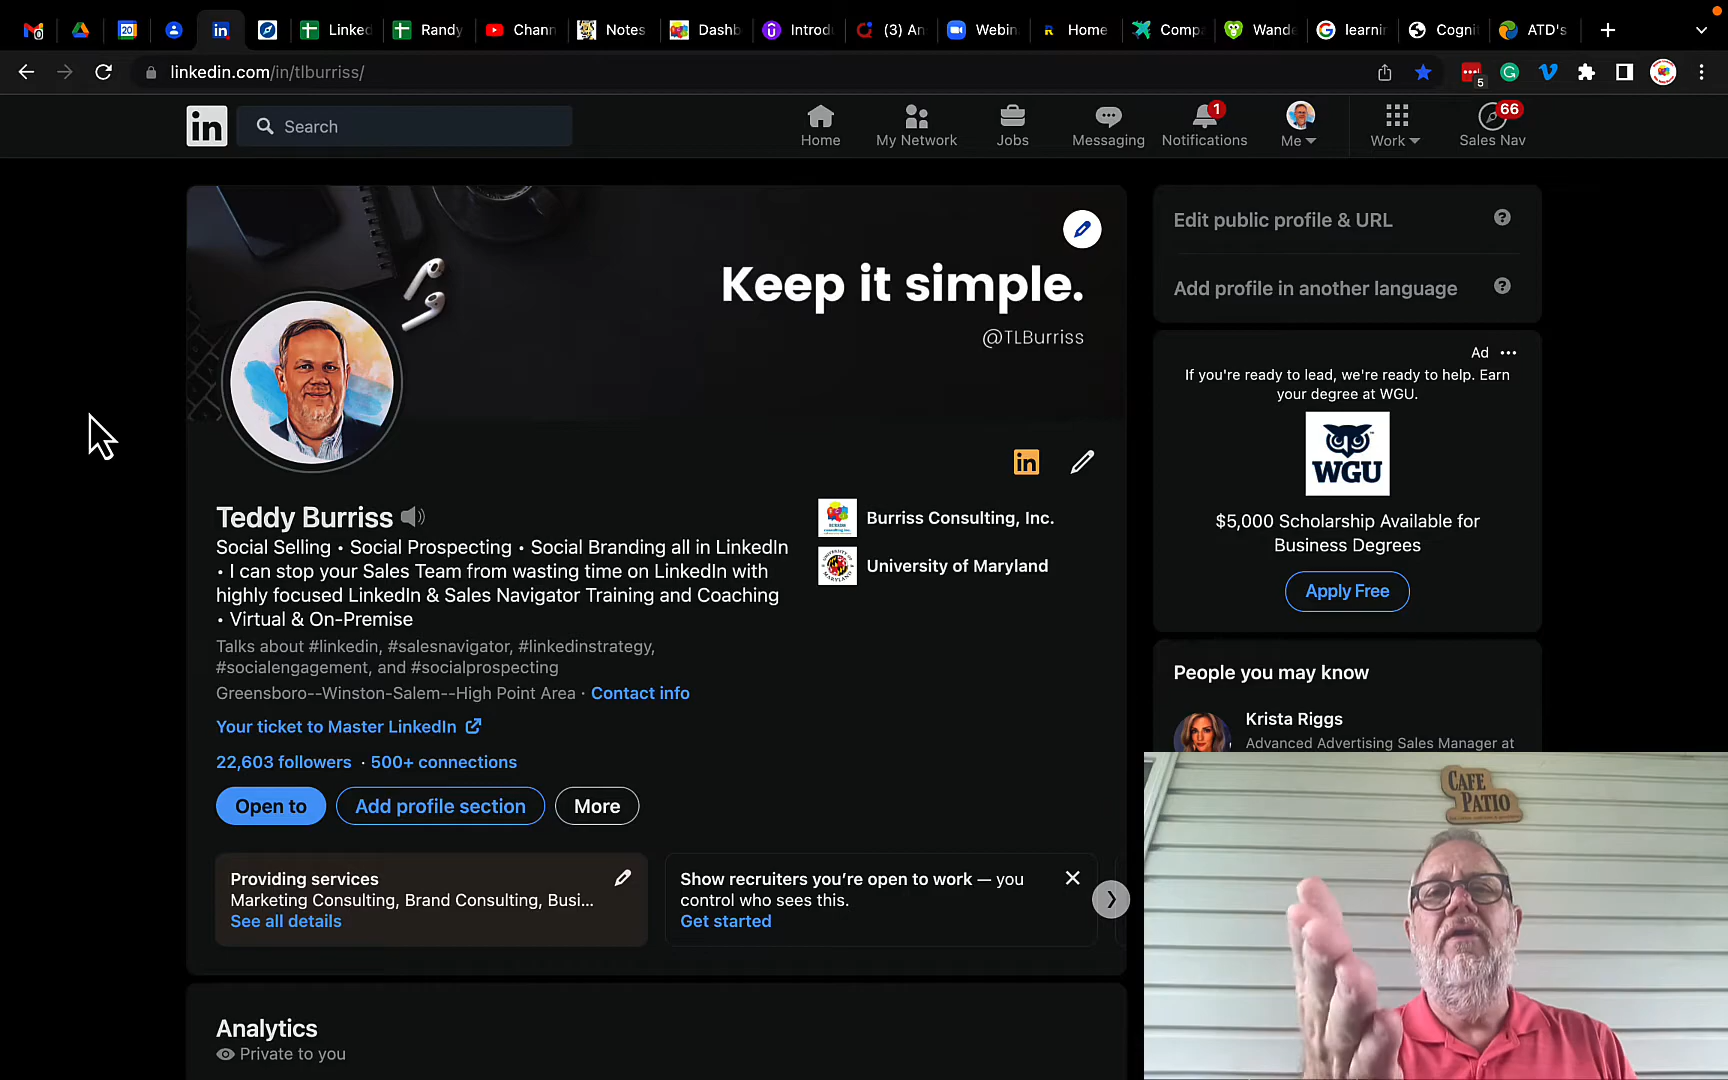 Linked
Randy
Chann
Notes
Dashb
Introdu
(3) An
Webin
Home
Compa
Wande
learnin
Cogni
ATD's
linkedin.com/in/tlburriss/
5
in
Search
Home
My Network
Jobs
Messaging
1
Notifications
Me
Work
66
Sales Nav
Keep it simple.
@TLBurriss
in
Teddy Burriss
Social Selling • Social Prospecting • Social Branding all in LinkedIn
• I can stop your Sales Team from wasting time on LinkedIn with
highly focused LinkedIn & Sales Navigator Training and Coaching
• Virtual & On-Premise
Talks about #linkedin, #salesnavigator, #linkedinstrategy,
#socialengagement, and #socialprospecting
Greensboro--Winston-Salem--High Point Area · Contact info
Your ticket to Master LinkedIn
22,603 followers · 500+ connections
Open to
Add profile section
More
Burriss Consulting, Inc.
University of Maryland
Providing services
Marketing Consulting, Brand Consulting, Busi...
See all details
Show recruiters you’re open to work — you
control who sees this.
Get started
Analytics
Private to you
Edit public profile & URL
Add profile in another language
Ad
If you're ready to lead, we're ready to help. Earn
your degree at WGU.
WGU
$5,000 Scholarship Available for
Business Degrees
Apply Free
People you may know
Krista Riggs
Advanced Advertising Sales Manager at
CAFE
PATIO